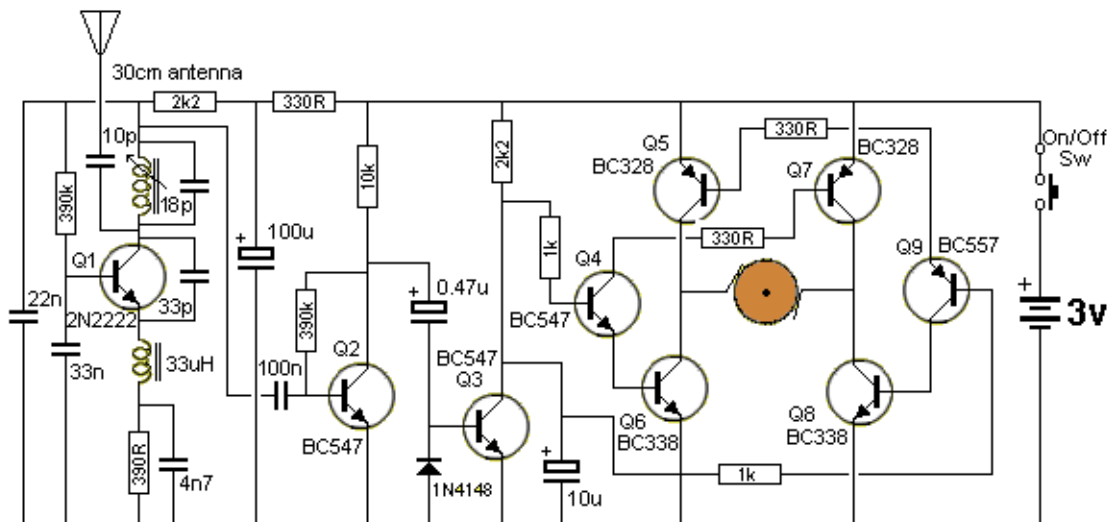 30cm antenna
2k2
330R
10p
18p
390k
Q1
2N2222
33p
22n
33n
33uH
390R
4n7
+
100u
10k
390k
100n
Q2
BC547
+
0.47u
1N4148
BC547
Q3
2k2
1k
+
10u
Q4
BC547
Q5
BC328
330R
330R
Q6
BC338
Q7
BC328
Q8
BC338
Q9
BC557
1k
On/Off
Sw
+
3v